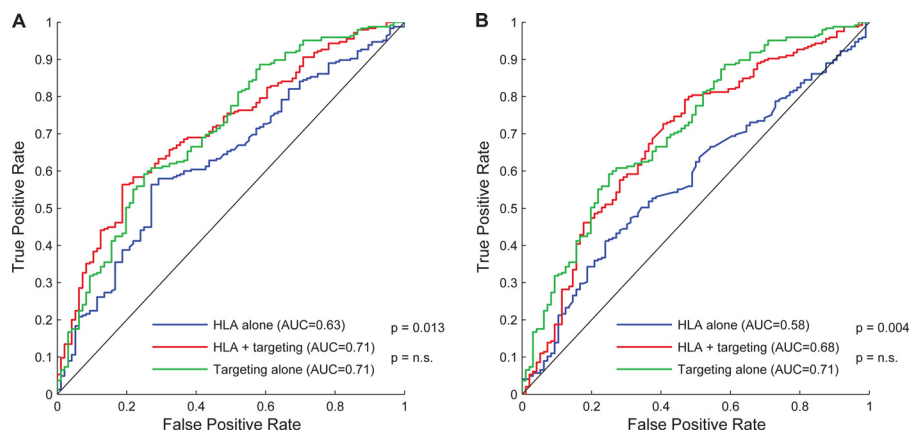 A
True Positive Rate
1
0.9
0.8
0.7
0.6
0.5
0.4
0.3
0.2
0.1
0
0 0.2 0.4 0.6 0.8 1
False Positive Rate
HLA alone (AUC=0.63)
HLA + targeting (AUC=0.71)
Targeting alone (AUC=0.71)
p = 0.013
p = n.s.
B
True Positive Rate
1
0.9
0.8
0.7
0.6
0.5
0.4
0.3
0.2
0.1
0
0 0.2 0.4 0.6 0.8 1
False Positive Rate
HLA alone (AUC=0.58)
HLA + targeting (AUC=0.68)
Targeting alone (AUC=0.71)
p = 0.004
p = n.s.